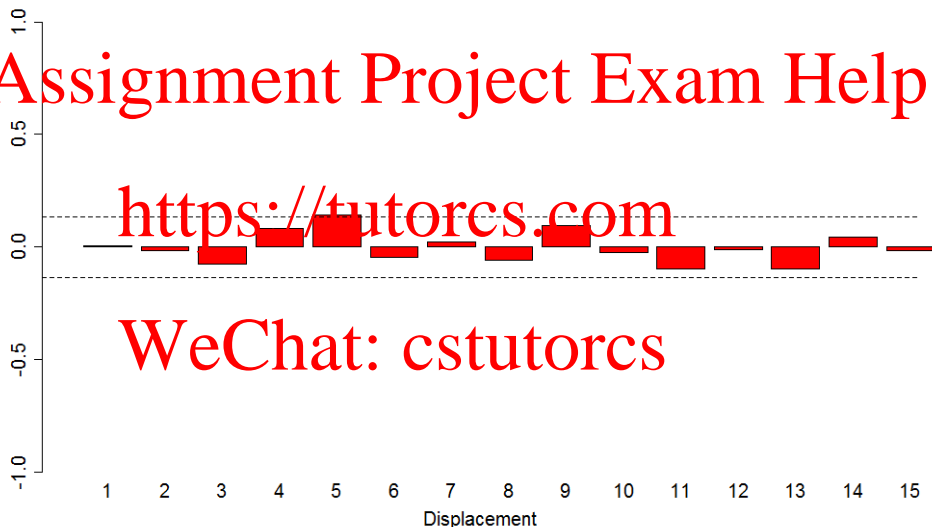 1.0
Assignment Project Exam Help
0.5
https://tutorcs.com
0.0
WeChat: cstutorcs
-0.5
-1.0
1 2 3 4 5 6 7 8 9 10 11 12 13 14 15
Displacement